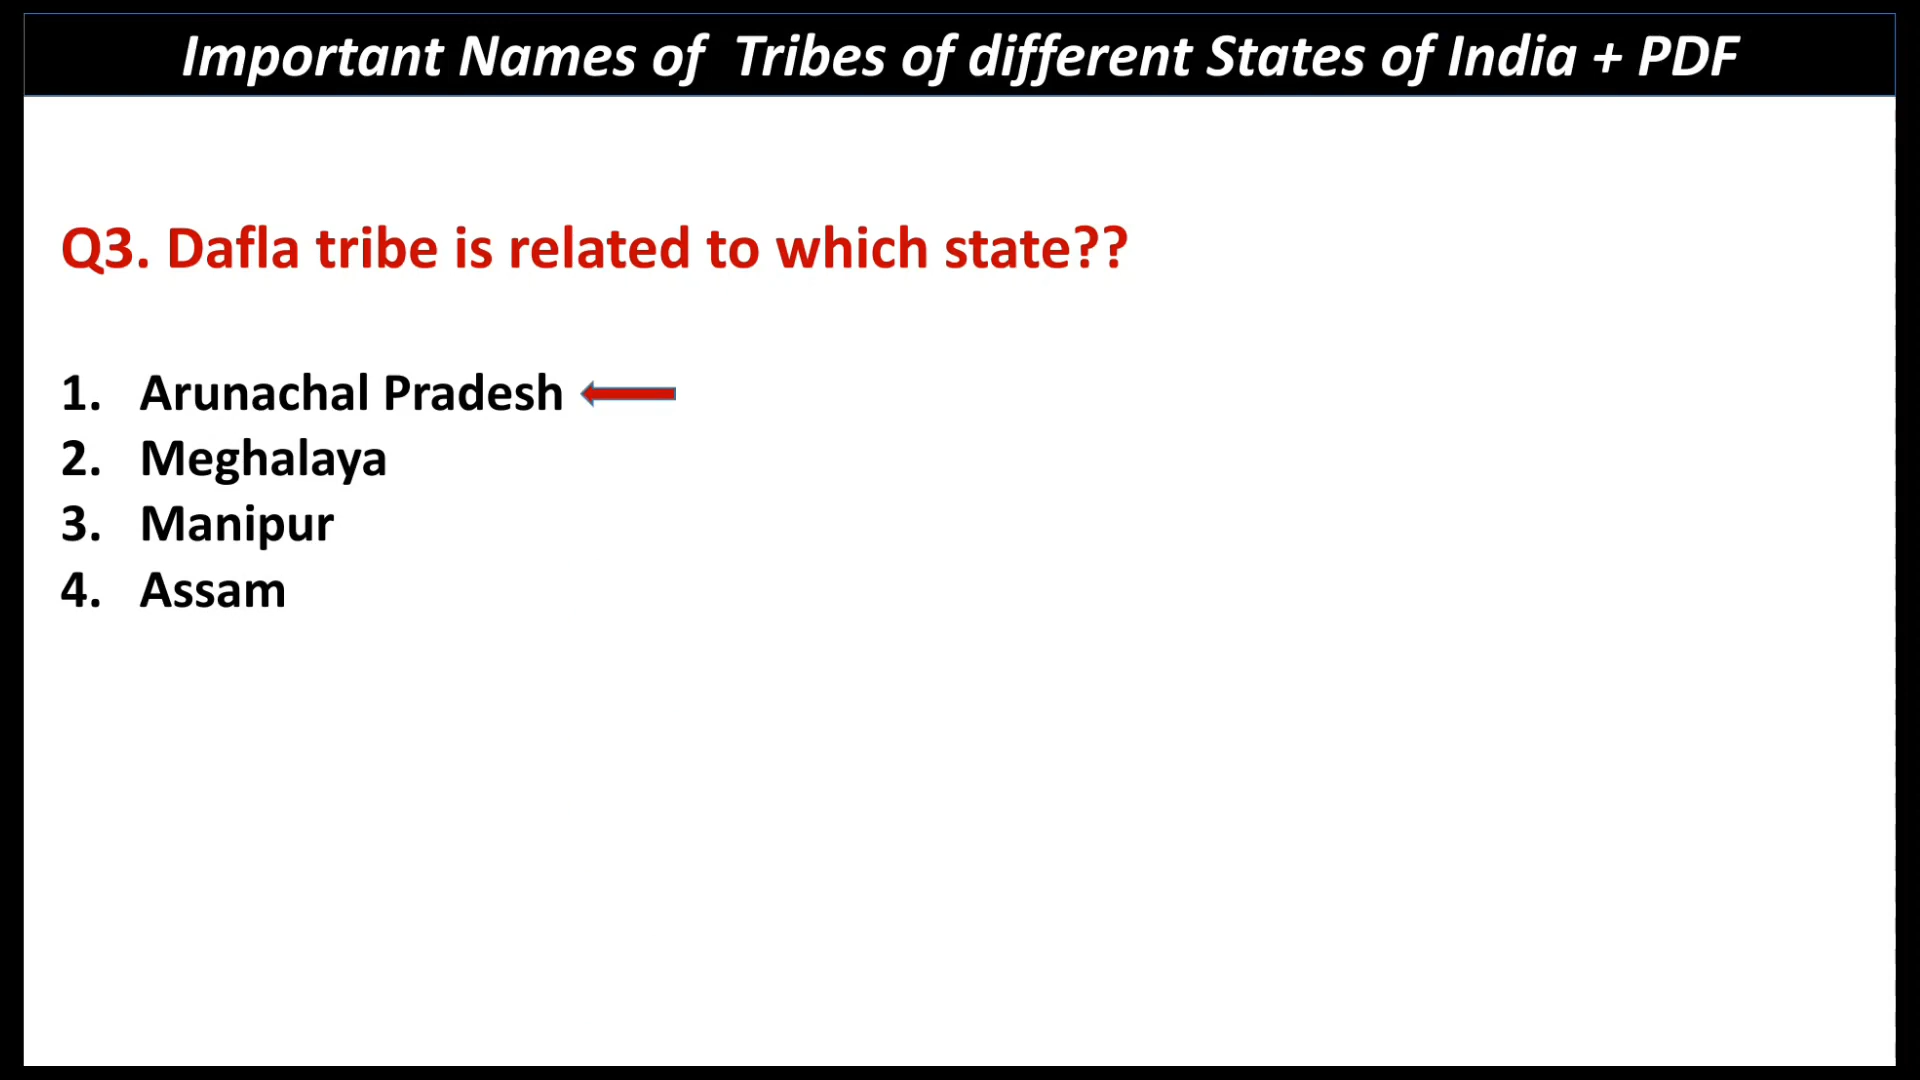 Important Names of  Tribes of different States of India + PDF
Q3. Dafla tribe is related to which state??
1. Arunachal Pradesh
2. Meghalaya
3. Manipur
4. Assam